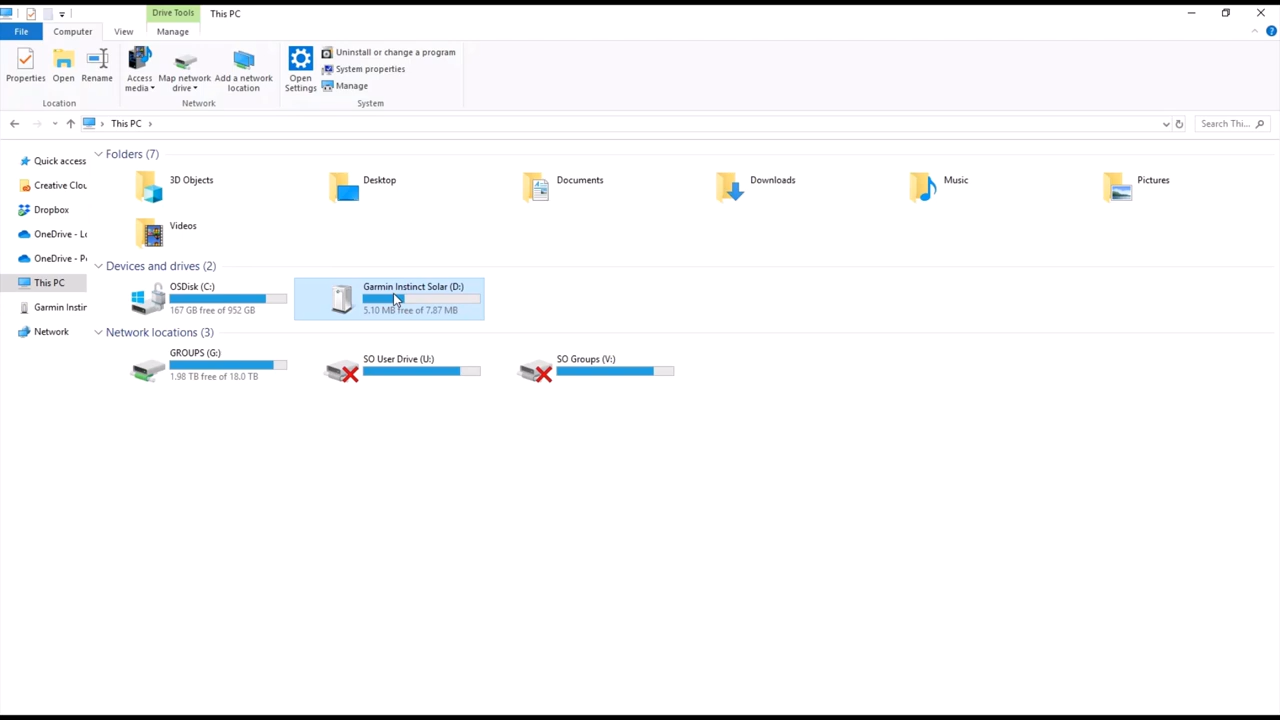 Drive Tools
This PC
File
Computer
View
Manage
Properties
Open
Rename
Access media
Map network drive
Add a network location
Open Settings
Uninstall or change a program
System properties
Manage
Location
Network
System
This PC
Search Thi...
Quick access
Creative Clou
Dropbox
OneDrive - Lo
OneDrive - Pe
This PC
Garmin Instin
Network
Folders (7)
3D Objects
Desktop
Documents
Downloads
Music
Pictures
Videos
Devices and drives (2)
OSDisk (C:)
167 GB free of 952 GB
Garmin Instinct Solar (D:)
5.10 MB free of 7.87 MB
Network locations (3)
GROUPS (G:)
1.98 TB free of 18.0 TB
SO User Drive (U:)
SO Groups (V:)